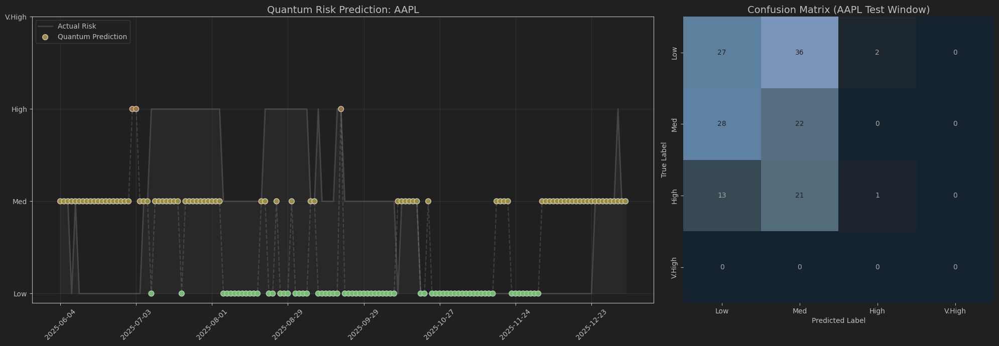 Quantum Risk Prediction: AAPL
V.High
High
Med
Low
Actual Risk
Quantum Prediction
2025-06-04
2025-07-03
2025-08-01
2025-08-29
2025-09-29
2025-10-27
2025-11-24
2025-12-23
Confusion Matrix (AAPL Test Window)
True Label
Low
27 36 2 0
Med
28 22 0 0
High
13 21 1 0
V.High
0 0 0 0
Low Med High V.High
Predicted Label